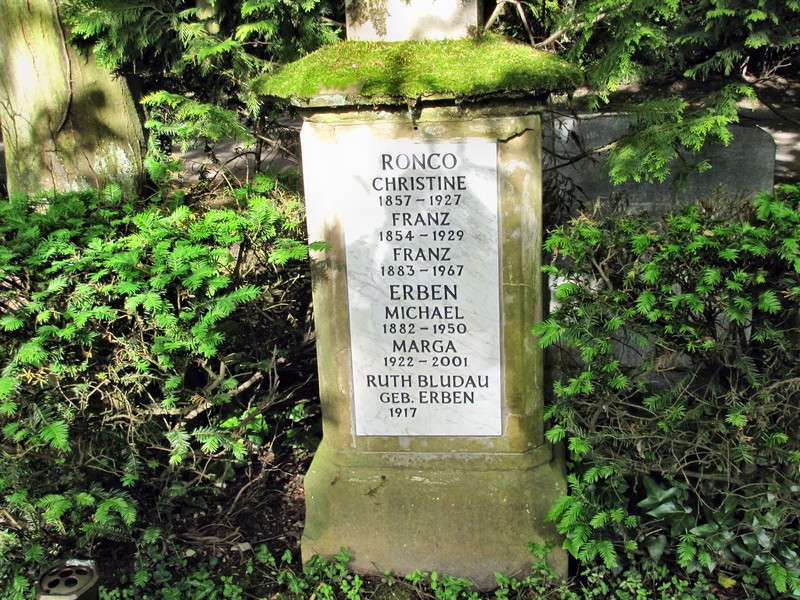 RONCO
CHRISTINE
1857 - 1927
FRANZ
1854 - 1929
FRANZ
1883 - 1967
ERBEN
MICHAEL
1882 - 1950
MARGA
1922 - 2001
RUTH BLUDAU
GEB. ERBEN
1917